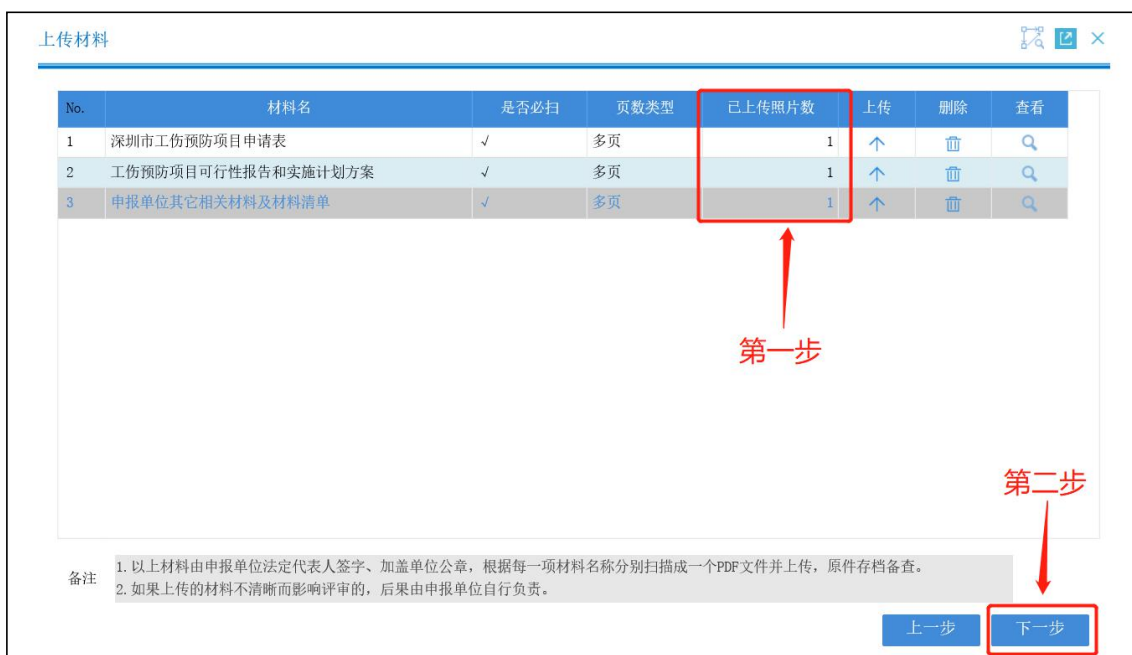 上传材料
No. 材料名 是否必扫 页数类型 已上传照片数 上传 删除 查看
1 深圳市工伤预防项目申请表 √ 多页 1
2 工伤预防项目可行性报告和实施计划方案 √ 多页 1
3 申报单位其它相关材料及材料清单 √ 多页 1
第一步
第二步
备注 1.以上材料由申报单位法定代表人签字、加盖单位公章，根据每一项材料名称分别扫描成一个PDF文件并上传，原件存档备查。
2.如果上传的材料不清晰而影响评审的，后果由申报单位自行负责。
上一步 下一步